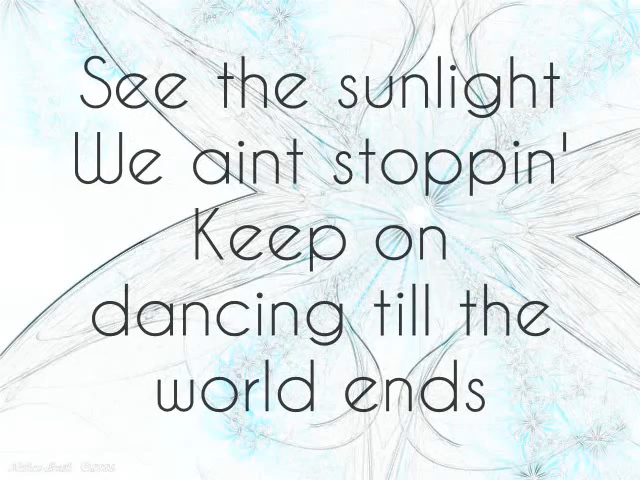 See the sunlight
We aint stoppin'
Keep on
dancing till the
world ends